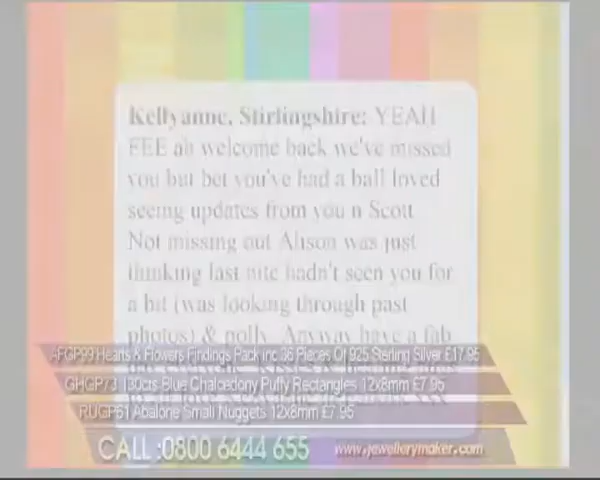 Kellyanne, Stirlingshire: YEAH
FEE ah welcome back we've missed
you but bet you've had a ball loved
seeing updates from you n Scott
Not missing out Alison was just
thinking last nite hadn't seen you for
a bit (was looking through past
photos) & polly. Anyway have a fab
AFGP99 Hearts & Flowers Findings Pack inc 36 Pieces Of 925 Sterling Silver £17.95
GHGP73 130cts Blue Chalcedony Puffy Rectangles 12x8mm £7.95
RUGP61 Abalone Small Nuggets 12x8mm £7.95
CALL :0800 6444 655 www.jewellerymaker.com